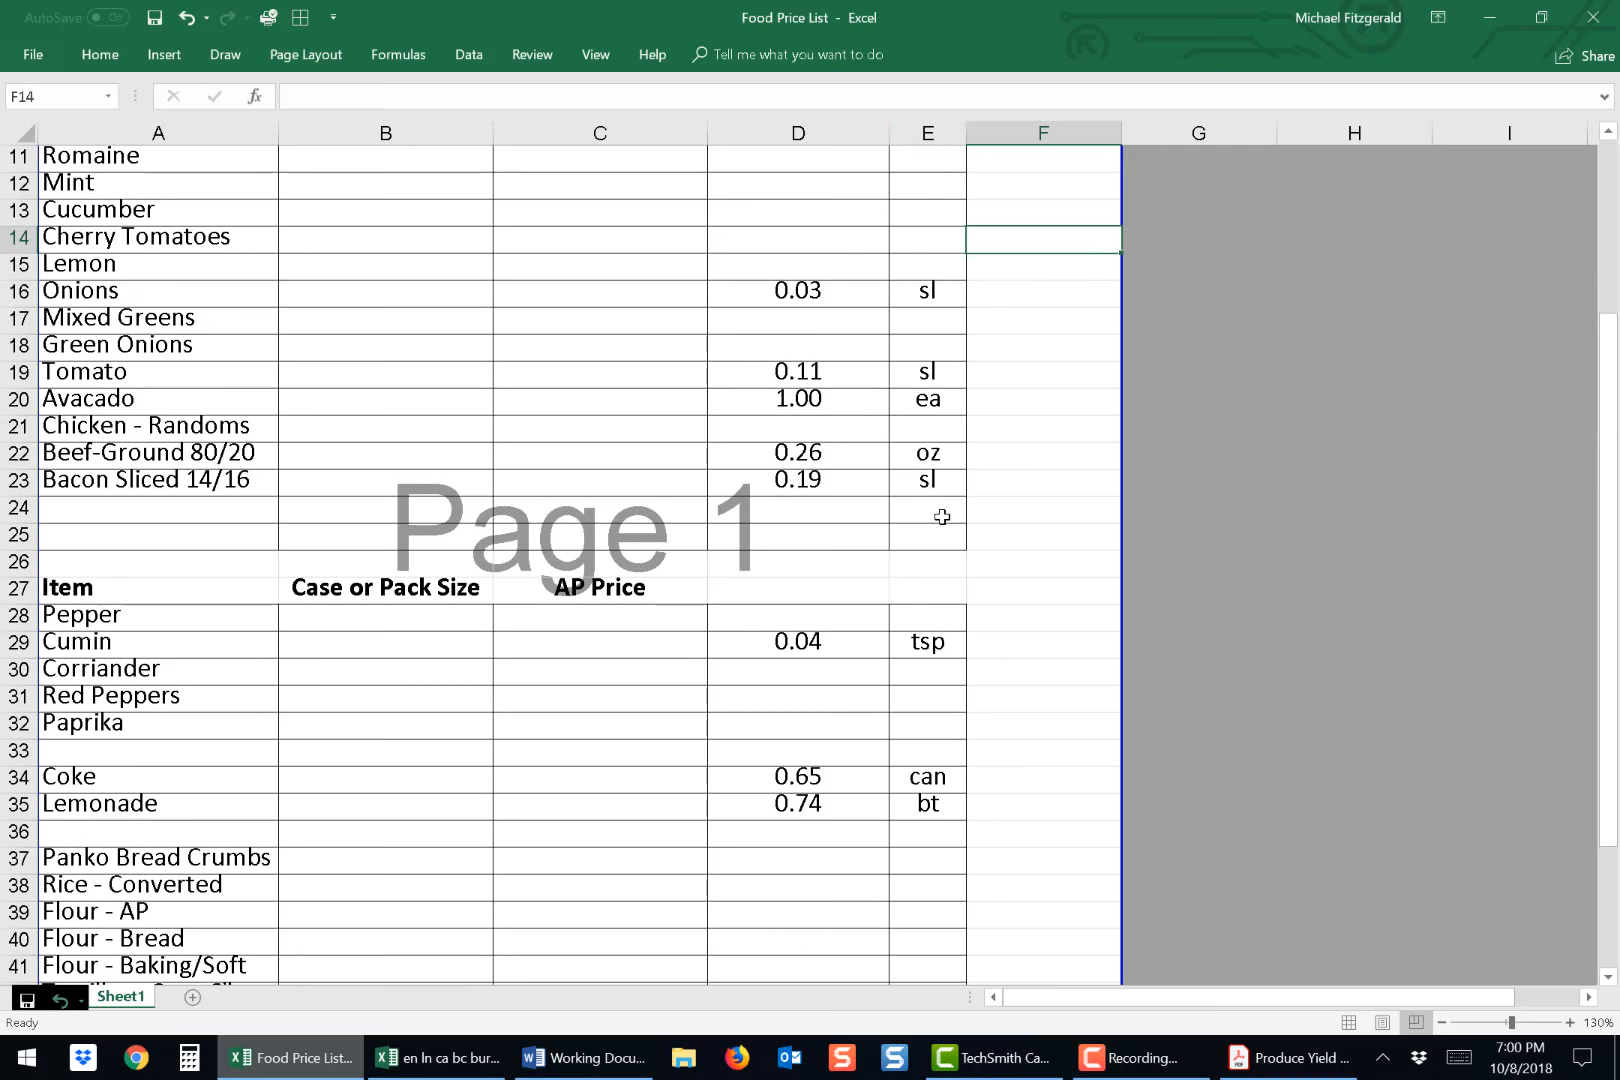 AutoSave Off
Food Price List - Excel
Michael Fitzgerald
File Home Insert Draw Page Layout Formulas Data Review View Help Tell me what you want to do
Share
F14
fx
A B C D E F G H I
11 Romaine
12 Mint
13 Cucumber
14 Cherry Tomatoes
15 Lemon
16 Onions 0.03 sl
17 Mixed Greens
18 Green Onions
19 Tomato 0.11 sl
20 Avacado 1.00 ea
21 Chicken - Randoms
22 Beef-Ground 80/20 0.26 oz
23 Bacon Sliced 14/16 0.19 sl
24
Page 1
25
26
27 Item Case or Pack Size AP Price
28 Pepper
29 Cumin 0.04 tsp
30 Corriander
31 Red Peppers
32 Paprika
33
34 Coke 0.65 can
35 Lemonade 0.74 bt
36
37 Panko Bread Crumbs
38 Rice - Converted
39 Flour - AP
40 Flour - Bread
41 Flour - Baking/Soft
Sheet1
Ready
130%
Food Price List... en In ca bc bur... Working Docu... TechSmith Ca... Recording... Produce Yield ...
7:00 PM
10/8/2018